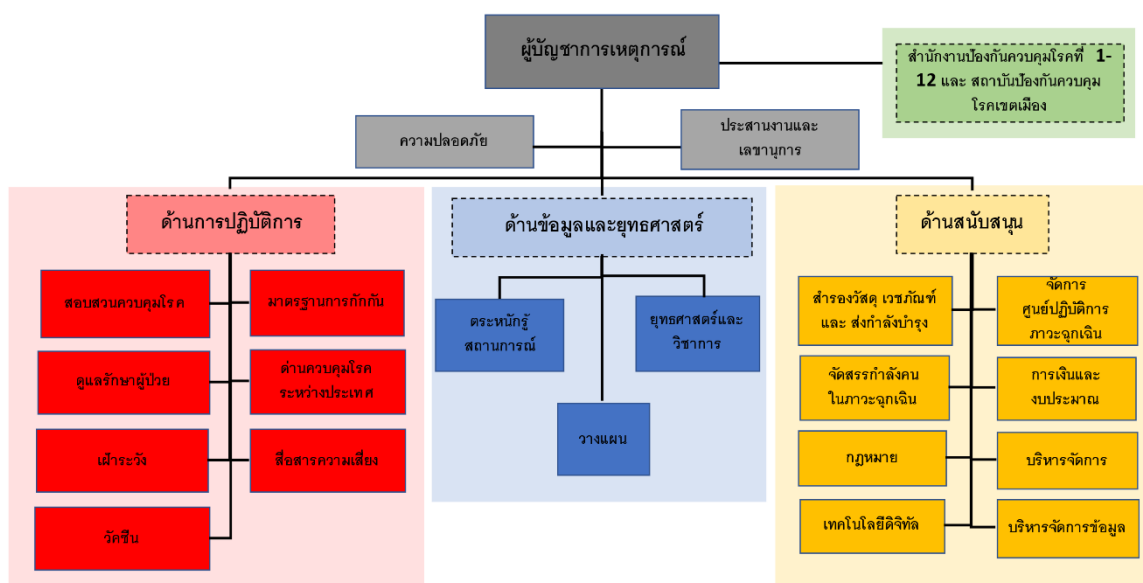 ผู้บัญชาการเหตุการณ์
สำนักงานป้องกันควบคุมโรคที่ 1-
12 และ สถาบันป้องกันควบคุม
โรคเขตเมือง
ความปลอดภัย
ประสานงานและ
เลขานุการ
ด้านการปฏิบัติการ
สอบสวนควบคุมโรค
มาตรฐานการกักกัน
ดูแลรักษาผู้ป่วย
ด่านควบคุมโรค
ระหว่างประเทศ
เฝ้าระวัง
สื่อสารความเสี่ยง
วัคซีน
ด้านข้อมูลและยุทธศาสตร์
ตระหนักรู้
สถานการณ์
ยุทธศาสตร์และ
วิชาการ
วางแผน
ด้านสนับสนุน
สำรองวัสดุ เวชภัณฑ์
และ ส่งกำลังบำรุง
จัดการ
ศูนย์ปฏิบัติการ
ภาวะฉุกเฉิน
จัดสรรกำลังคน
ในภาวะฉุกเฉิน
การเงินและ
งบประมาณ
กฎหมาย
บริหารจัดการ
เทคโนโลยีดิจิทัล
บริหารจัดการข้อมูล